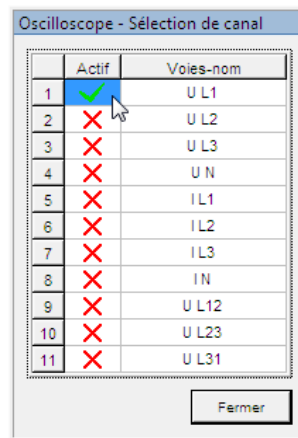 Oscilloscope - Sélection de canal
Actif Voies-nom
1 U L1
2 U L2
3 U L3
4 U N
5 I L1
6 I L2
7 I L3
8 I N
9 U L12
10 U L23
11 U L31
Fermer